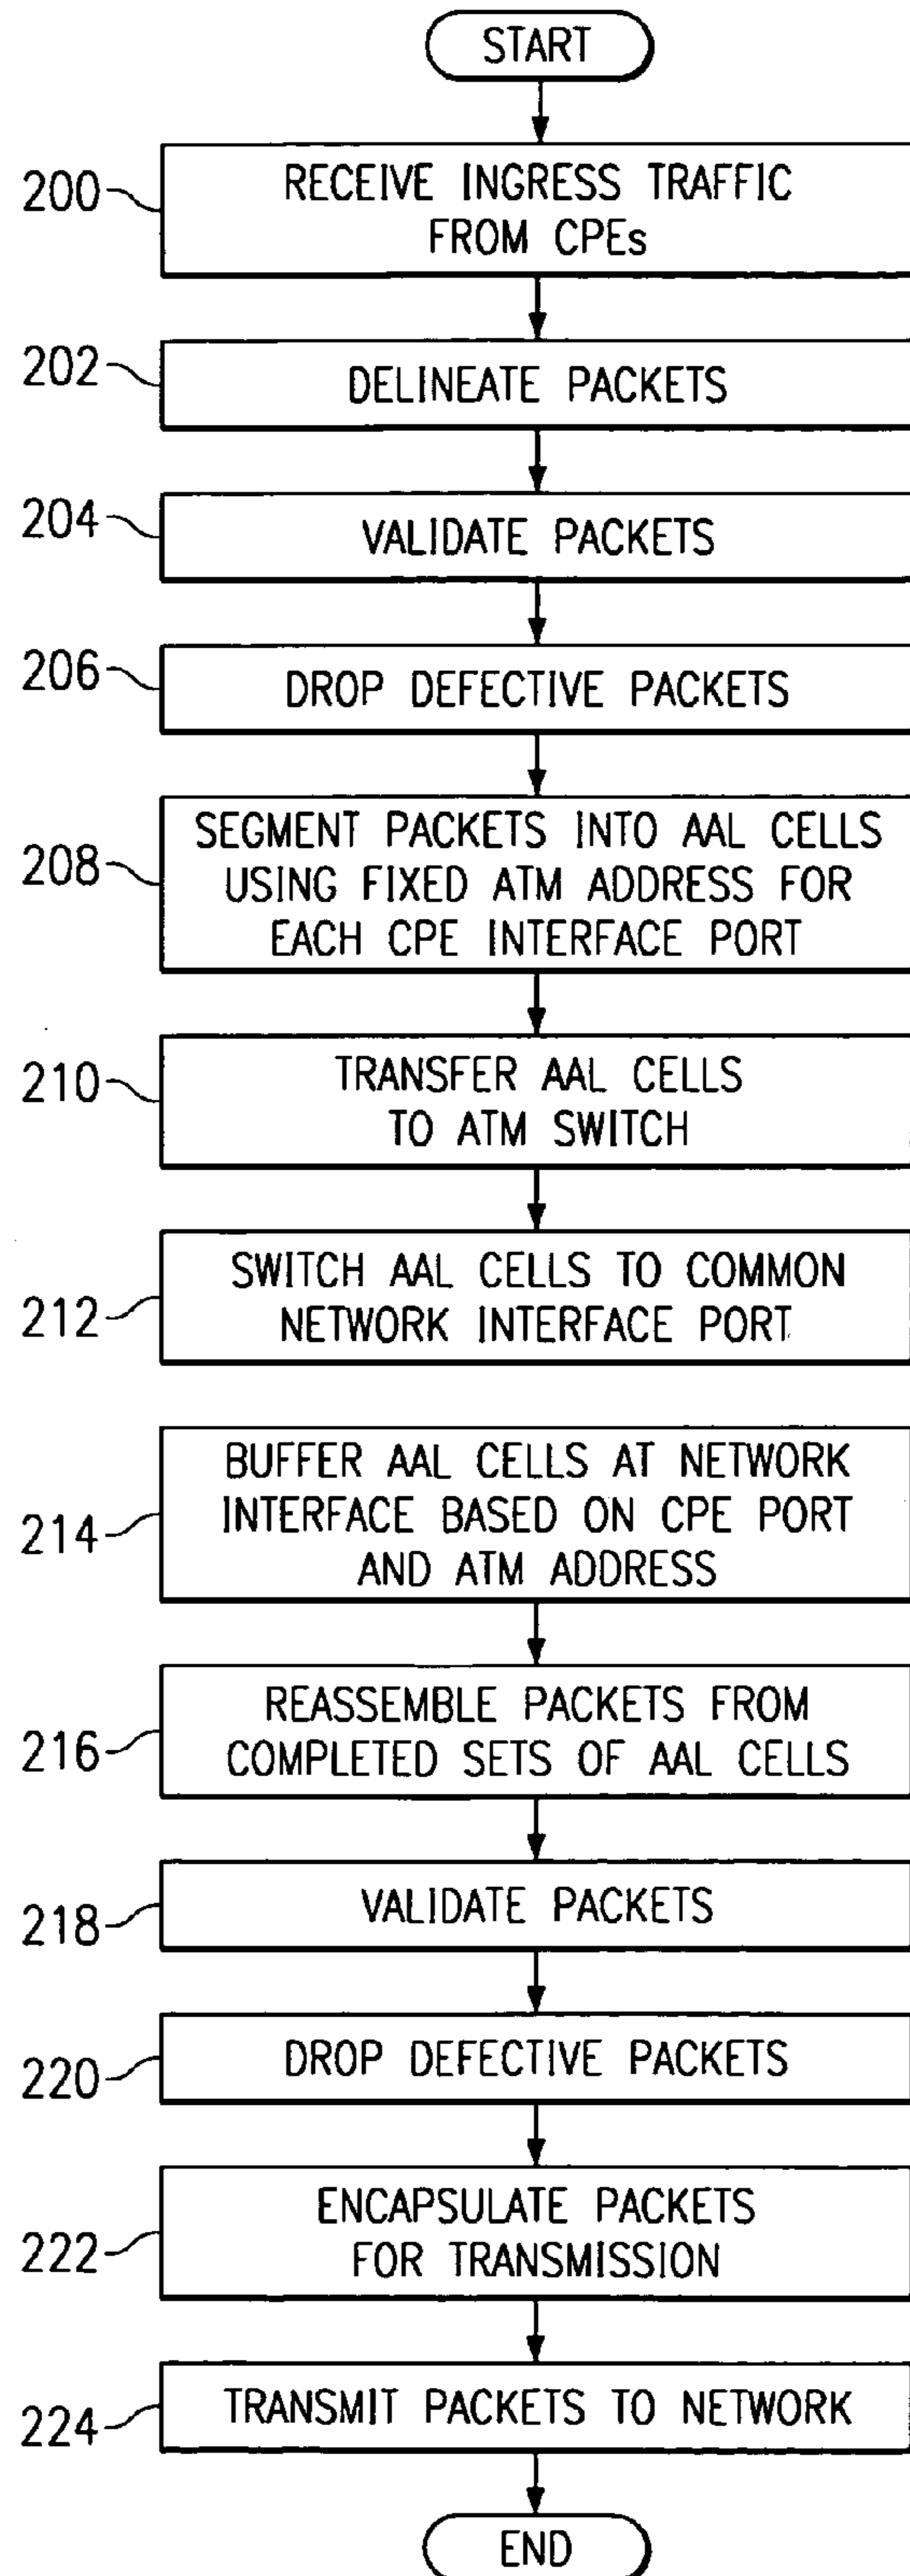 START
200
RECEIVE INGRESS TRAFFIC
FROM CPEs
202
DELINEATE PACKETS
204
VALIDATE PACKETS
206
DROP DEFECTIVE PACKETS
208
SEGMENT PACKETS INTO AAL CELLS
USING FIXED ATM ADDRESS FOR
EACH CPE INTERFACE PORT
210
TRANSFER AAL CELLS
TO ATM SWITCH
212
SWITCH AAL CELLS TO COMMON
NETWORK INTERFACE PORT
214
BUFFER AAL CELLS AT NETWORK
INTERFACE BASED ON CPE PORT
AND ATM ADDRESS
216
REASSEMBLE PACKETS FROM
COMPLETED SETS OF AAL CELLS
218
VALIDATE PACKETS
220
DROP DEFECTIVE PACKETS
222
ENCAPSULATE PACKETS
FOR TRANSMISSION
224
TRANSMIT PACKETS TO NETWORK
END